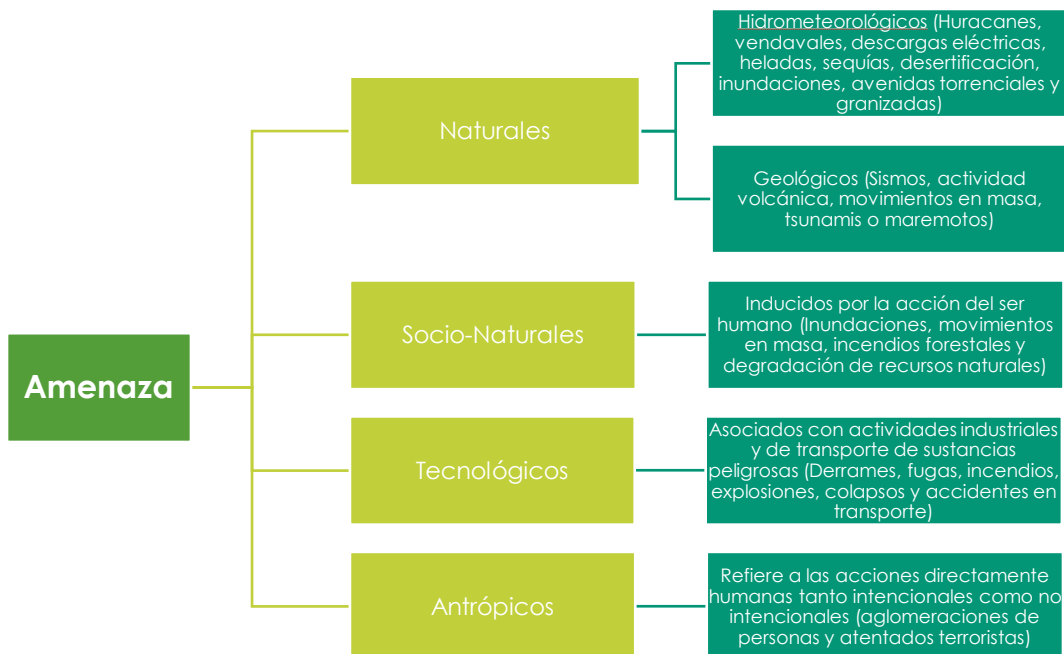 Amenaza
Naturales
Hidrometeorológicos (Huracanes,
vendavales, descargas eléctricas,
heladas, sequías, desertificación,
inundaciones, avenidas torrenciales y
granizadas)
Geológicos (Sismos, actividad
volcánica, movimientos en masa,
tsunamis o maremotos)
Socio-Naturales
Inducidos por la acción del ser
humano (Inundaciones, movimientos
en masa, incendios forestales y
degradación de recursos naturales)
Tecnológicos
Asociados con actividades industriales
y de transporte de sustancias
peligrosas (Derrames, fugas, incendios,
explosiones, colapsos y accidentes en
transporte)
Antrópicos
Refiere a las acciones directamente
humanas tanto intencionales como no
intencionales (aglomeraciones de
personas y atentados terroristas)